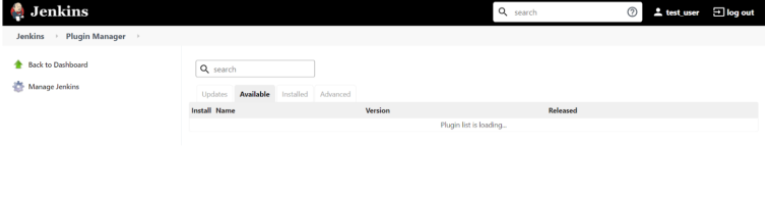 Jenkins
search
test_user
log out
Jenkins
Plugin Manager
Back to Dashboard
Manage Jenkins
search
Updates Available Installed Advanced
Install Name Version Released
Plugin list is loading...